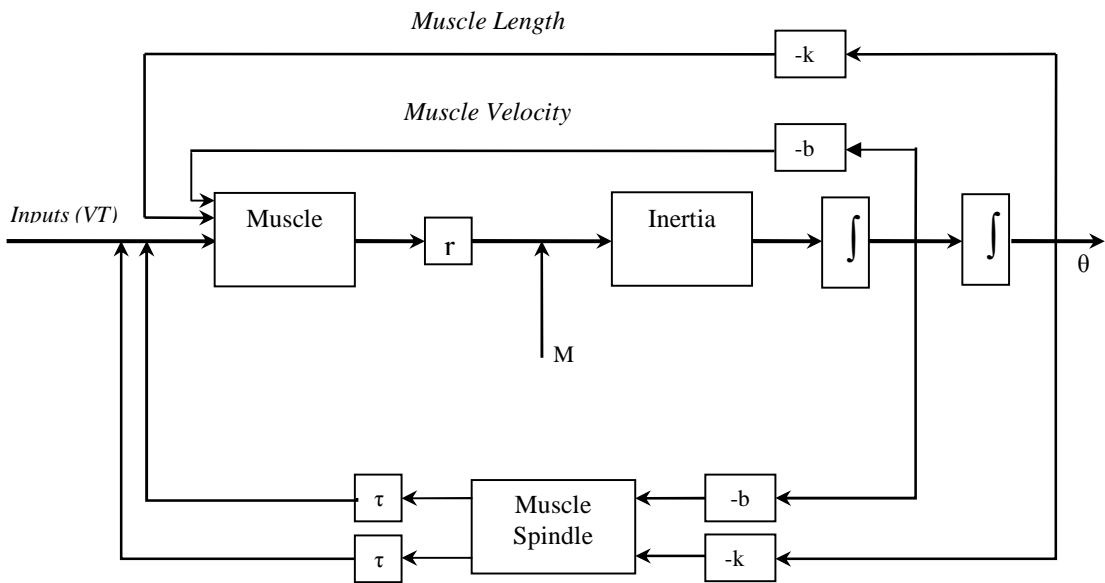 Muscle Length
-k
Muscle Velocity
-b
Inputs (VT)
Muscle
r
Inertia
∫
∫
θ
M
τ
Muscle
Spindle
-b
τ
-k